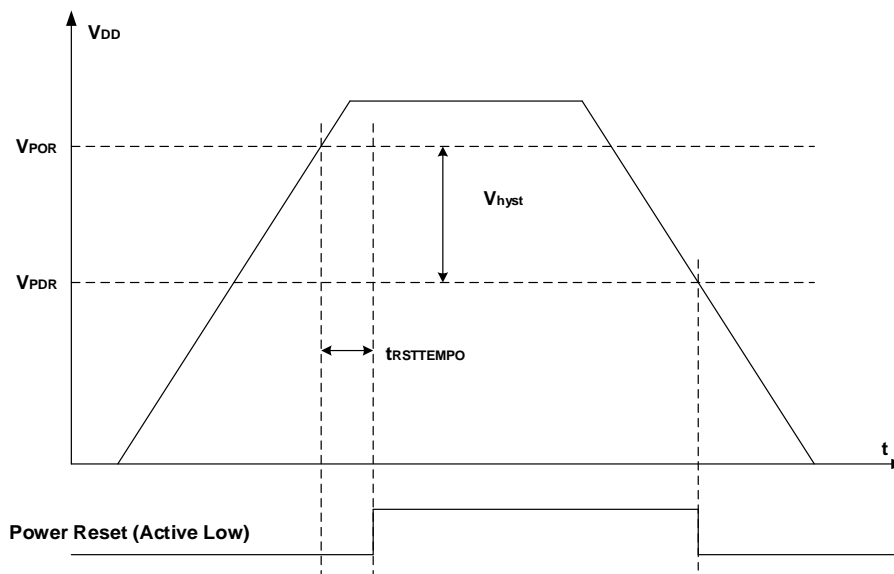 VDD
VPOR
Vhyst
VPDR
tRSTTEMPO
t
Power Reset (Active Low)